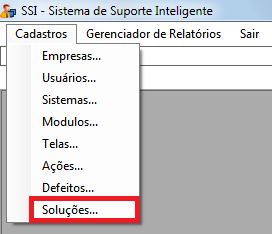 SSI - Sistema de Suporte Inteligente
Cadastros Gerenciador de Relatórios Sair
Empresas...
Usuários...
Sistemas...
Modulos...
Telas...
Ações...
Defeitos...
Soluções...